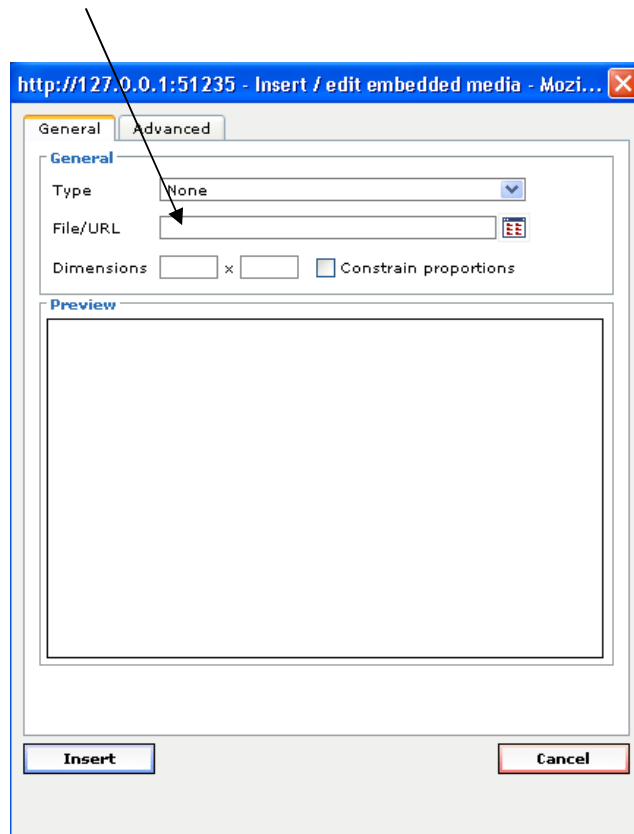 http://127.0.0.1:51235 - Insert / edit embedded media - Mozi...
General Advanced
General
Type None
File/URL
Dimensions x Constrain proportions
Preview
Insert Cancel